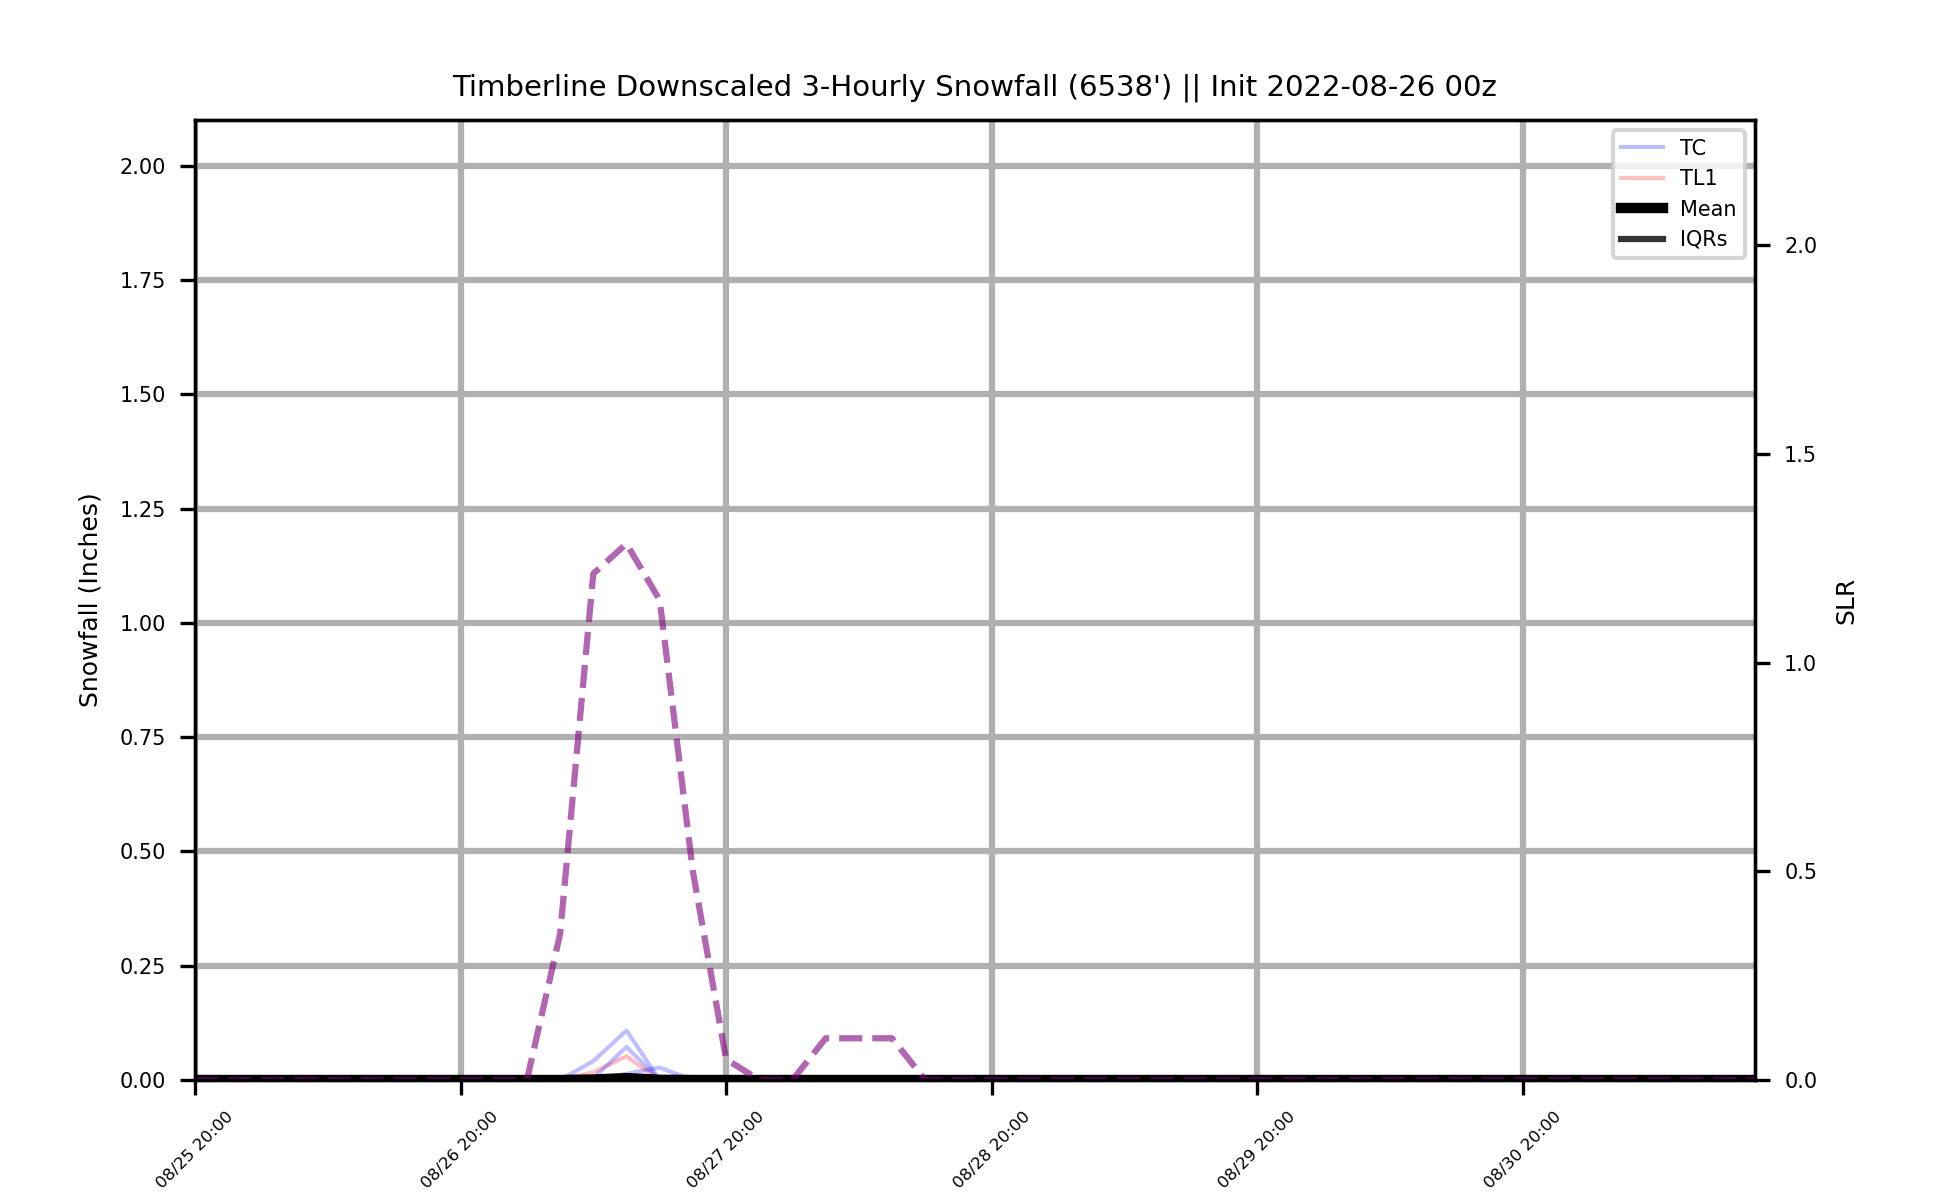 Timberline Downscaled 3-Hourly Snowfall (6538') || Init 2022-08-26 00z
TC
TL1
Mean
IQRs
Snowfall (Inches)
2.00
1.75
1.50
1.25
1.00
0.75
0.50
0.25
0.00
2.0
1.5
1.0
0.5
0.0
SLR
08/25 20:00
08/26 20:00
08/27 20:00
08/28 20:00
08/29 20:00
08/30 20:00